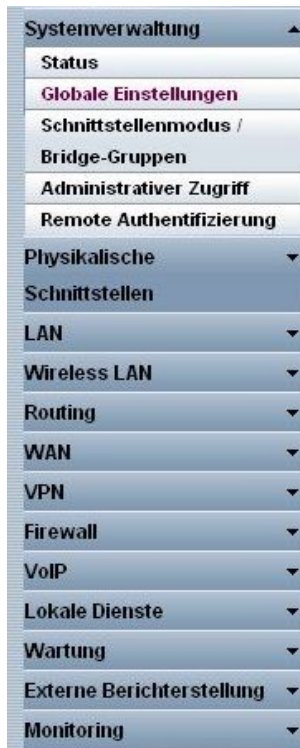 Systemverwaltung
Status
Globale Einstellungen
Schnittstellenmodus /
Bridge-Gruppen
Administrativer Zugriff
Remote Authentifizierung
Physikalische
Schnittstellen
LAN
Wireless LAN
Routing
WAN
VPN
Firewall
VoIP
Lokale Dienste
Wartung
Externe Berichterstellung
Monitoring